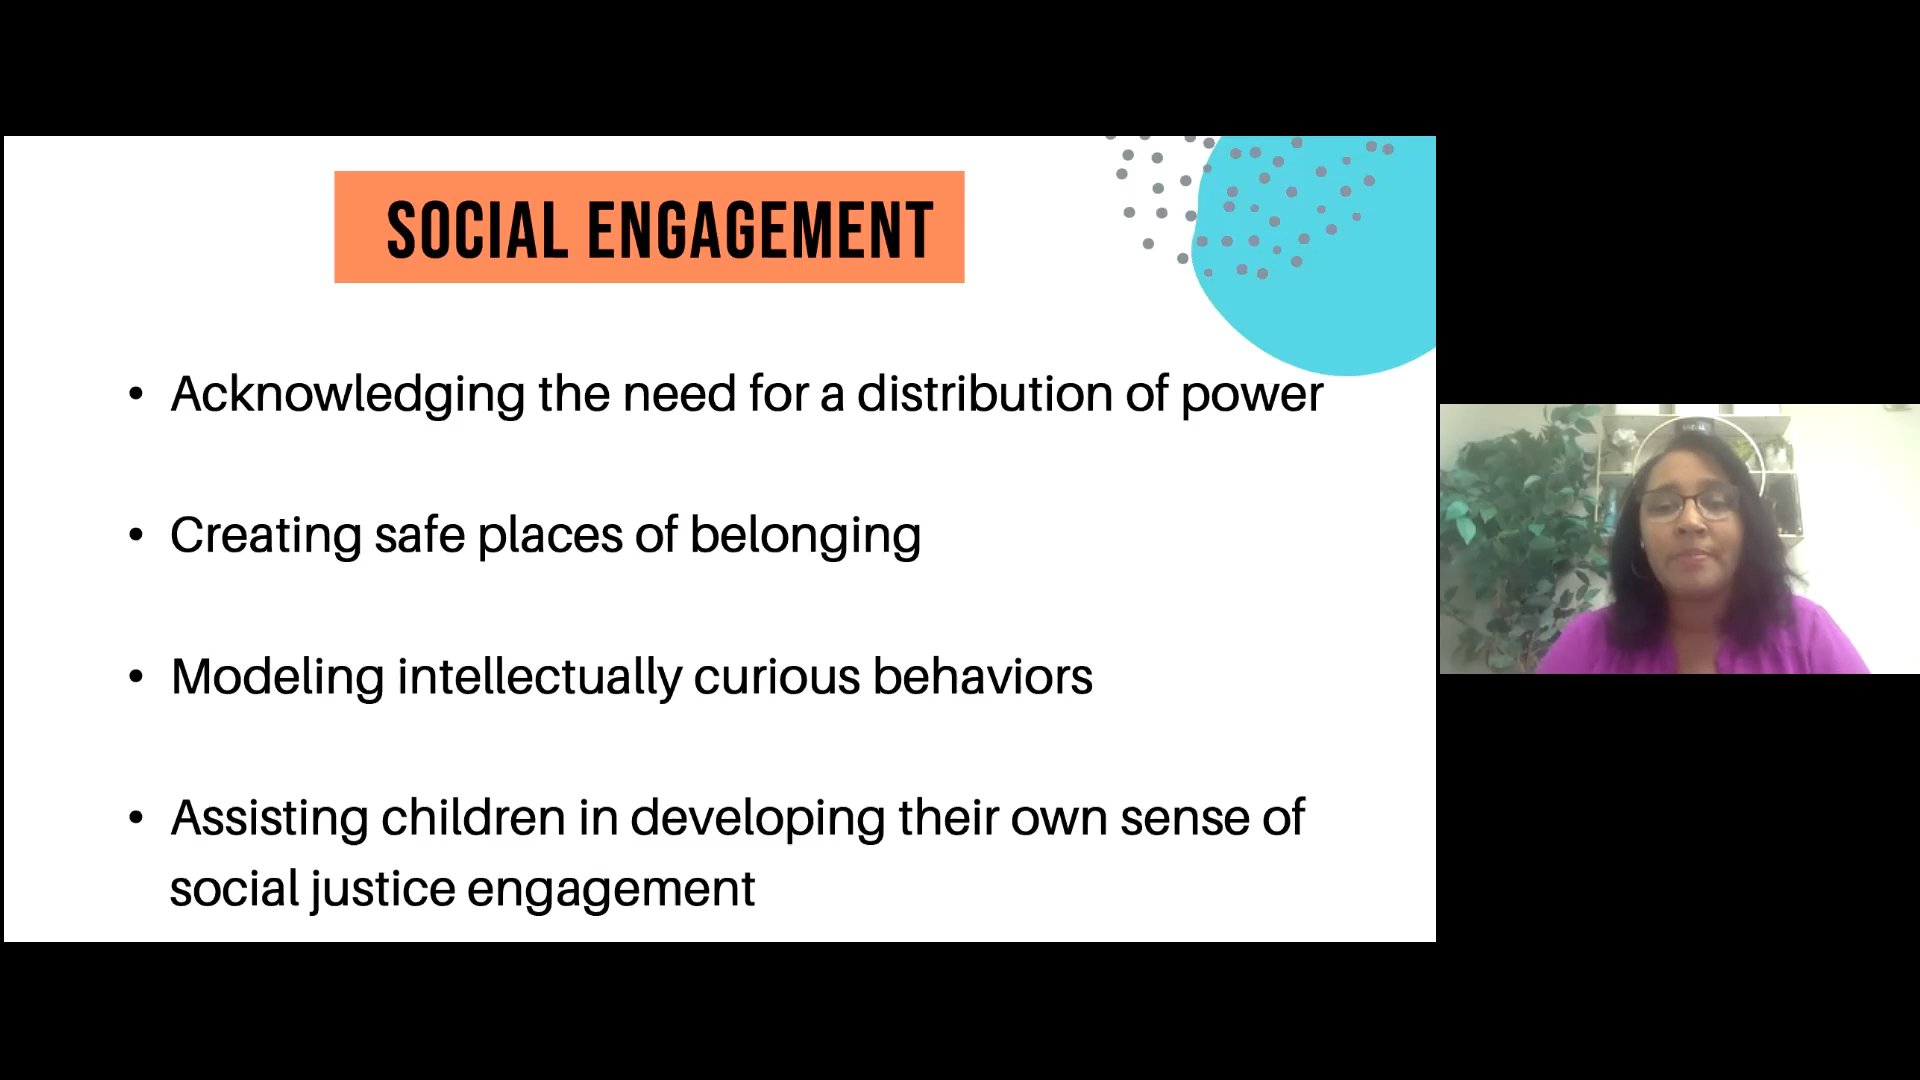 SOCIAL ENGAGEMENT
• Acknowledging the need for a distribution of power
• Creating safe places of belonging
• Modeling intellectually curious behaviors
• Assisting children in developing their own sense of
social justice engagement